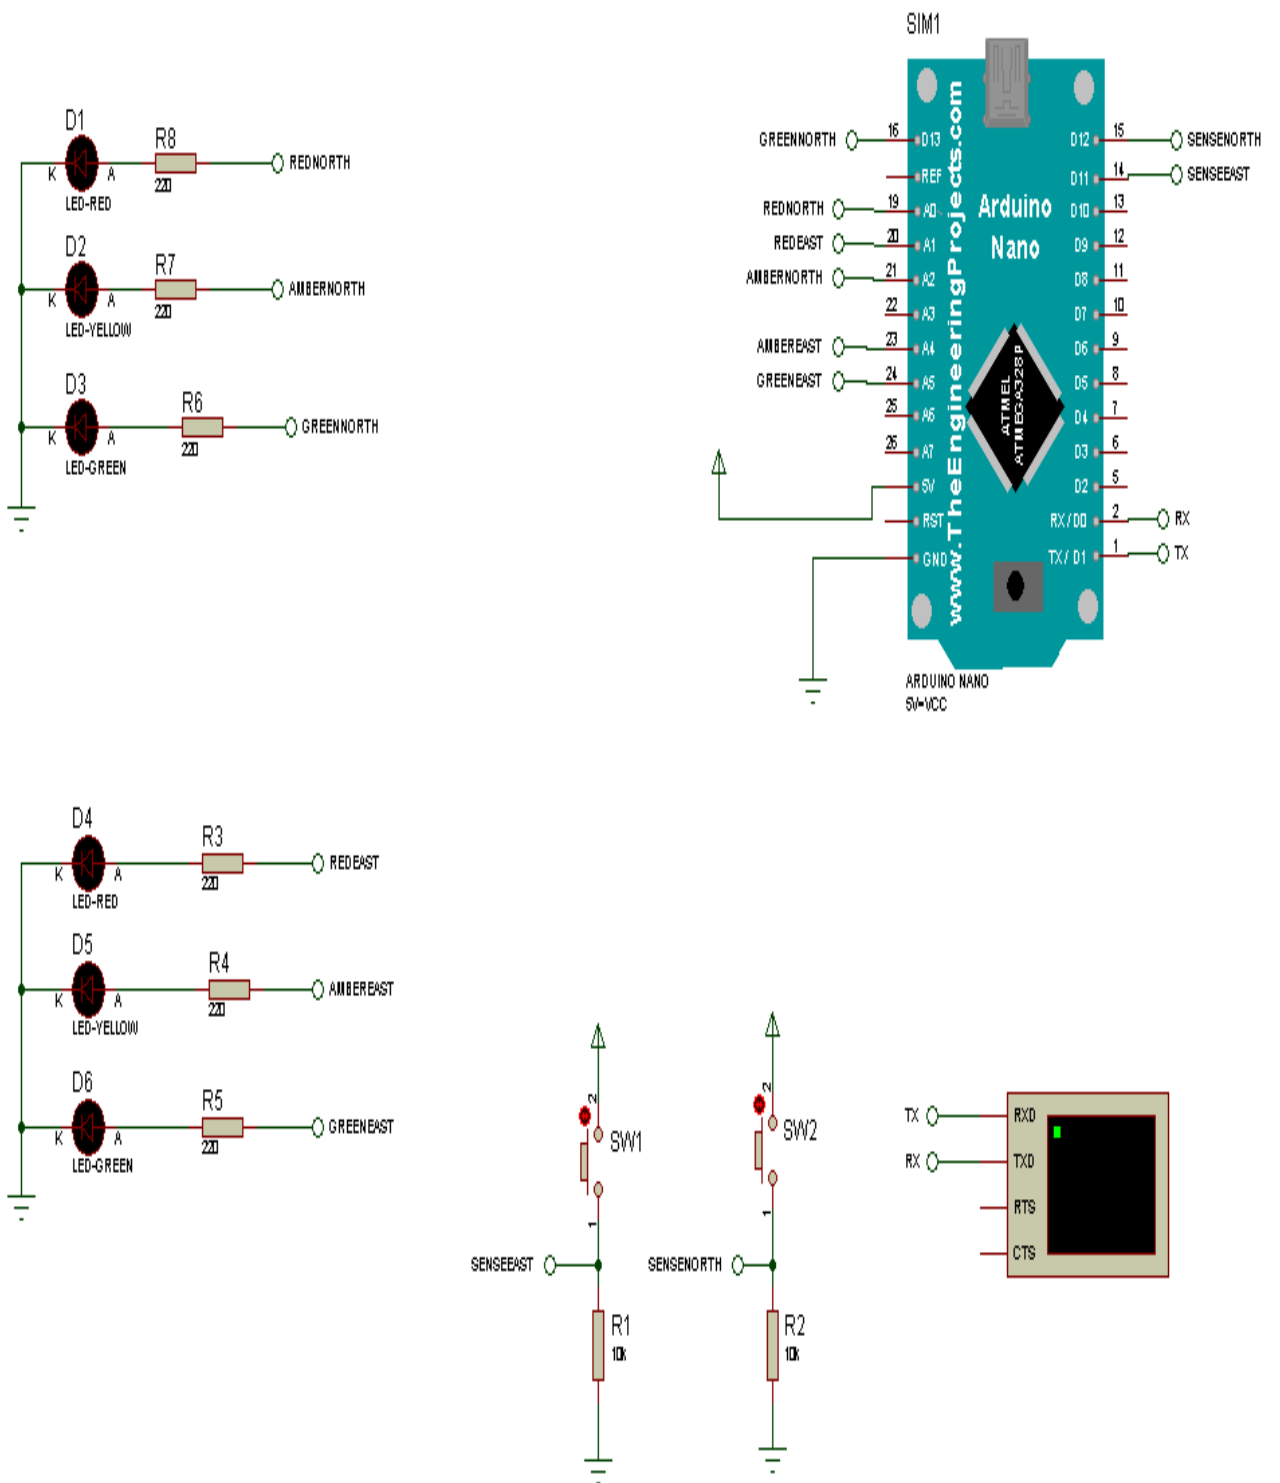 SIM1
D1
R8
K
A
220
REDNORTH
LED-RED
D2
R7
K
A
220
AMBERNORTH
LED-YELLOW
D3
R6
K
A
220
GREENNORTH
LED-GREEN
GREENNORTH
16
D13
REF
REDNORTH
19
A0
REDEAST
20
A1
AMBERNORTH
21
A2
22
A3
AMBEREAST
23
A4
GREENEAST
24
A5
25
A6
26
A7
5V
RST
GND
www.TheEngineeringProjects.com
Arduino
Nano
ATMEL
ATMEGA328P
D12
15
SENSENORTH
D11
14
SENSEEAST
D10
13
D9
12
D8
11
D7
10
D6
9
D5
8
D4
7
D3
6
D2
5
RX/D0
2
RX
TX/D1
1
TX
ARDUINO NANO
5V=VCC
D4
R3
K
A
220
REDEAST
LED-RED
D5
R4
K
A
220
AMBEREAST
LED-YELLOW
D6
R5
K
A
220
GREENEAST
LED-GREEN
2
SW1
1
SENSEEAST
R1
10k
2
SW2
1
SENSENORTH
R2
10k
TX
RXD
RX
TXD
RTS
CTS